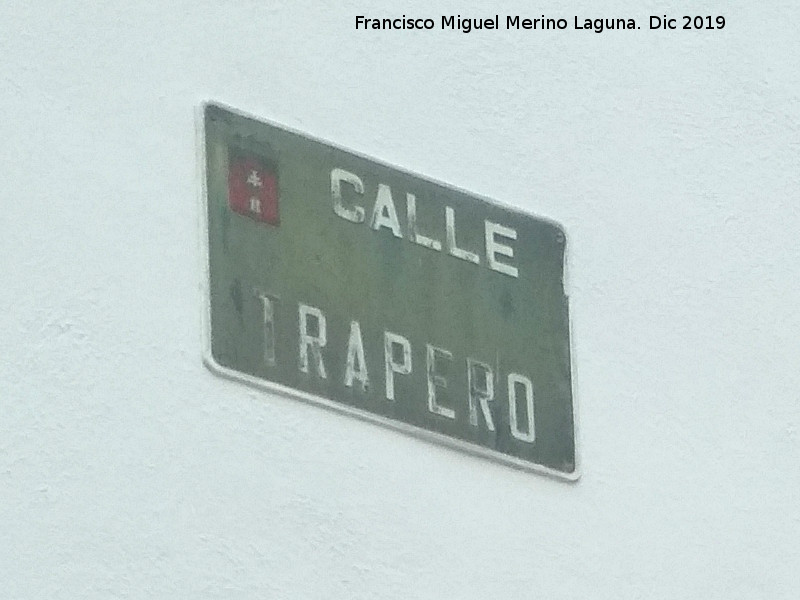 Francisco Miguel Merino Laguna. Dic 2019
CALLE
TRAPERO